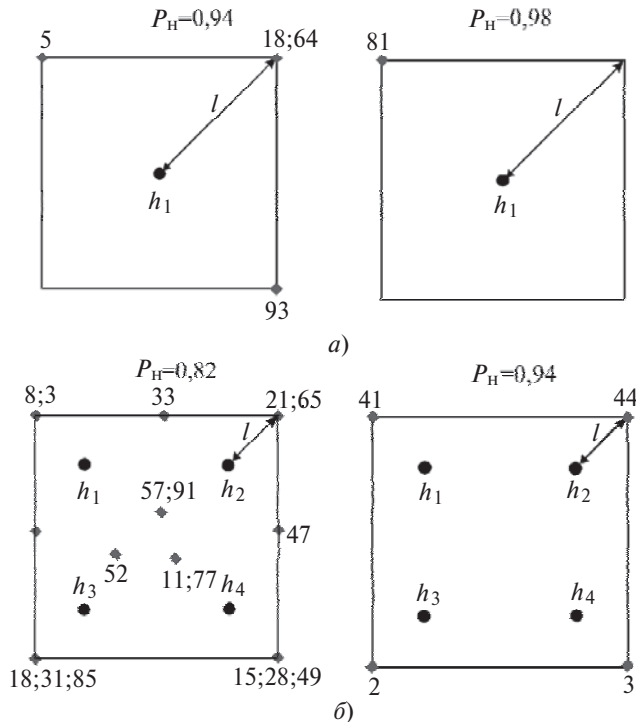 Pн=0,94
Pн=0,98
5
18;64
81
l
l
h1
h1
93
а)
Pн=0,82
Pн=0,94
8;3
33
21;65
41
44
l
l
h1
h2
h1
h2
57;91
47
52
11;77
h3
h4
h3
h4
18;31;85
15;28;49
2
3
б)